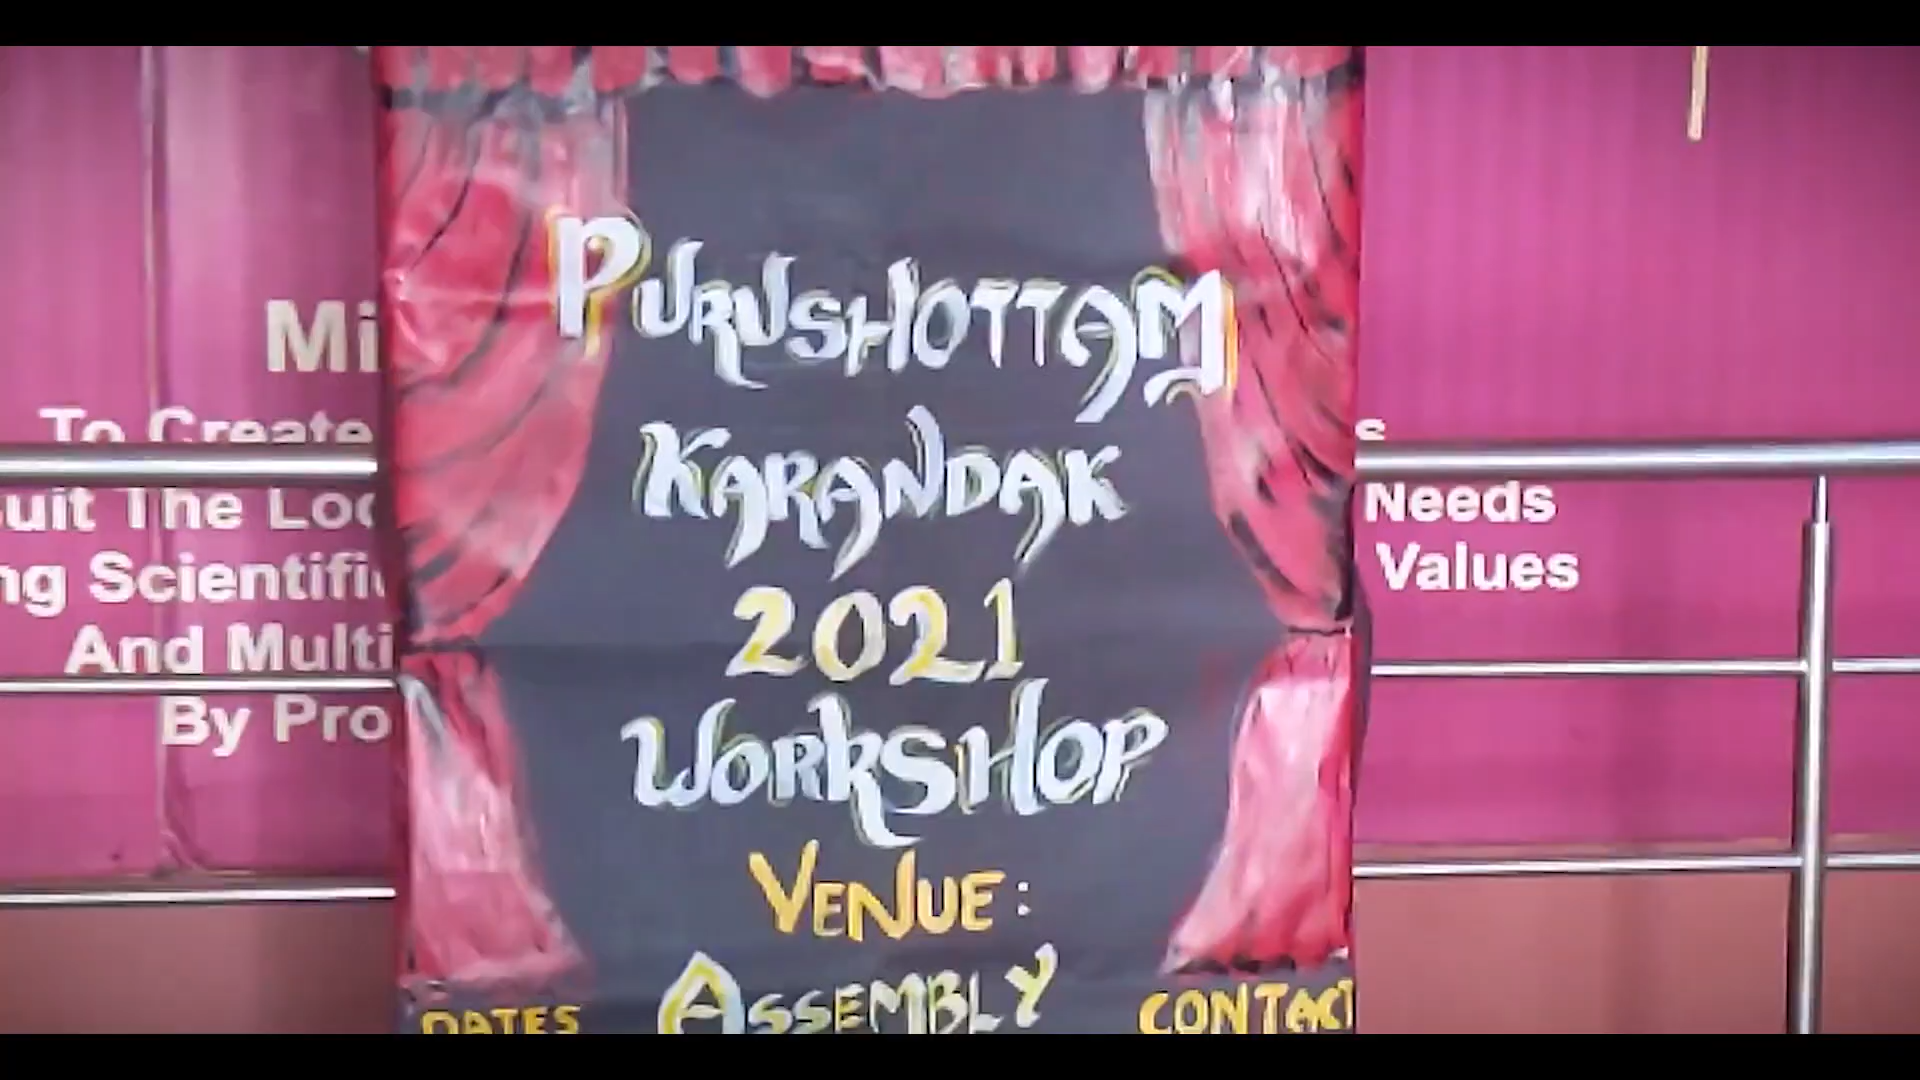 Mi
To Create
s
uit The Loc
Needs
ng Scientifi
Values
And Multi
By Pro
PURUSHOTTAM
KARANDAK
2021
WORKSHOP
VENUE:
ASSEMBLY
DATES
CONTACT